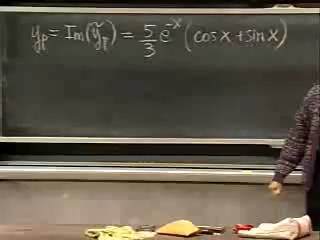 y_p = Im(ỹ_p) = 5/3 e^{-x} (cos x + sin x)